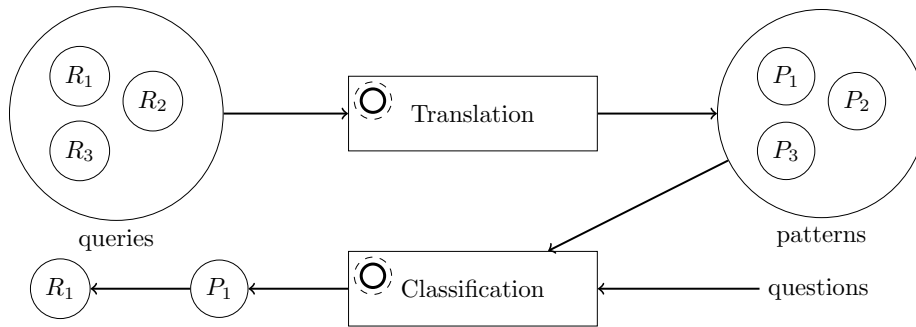 R₁
R₂
R₃
queries
Translation
P₁
P₂
P₃
patterns
R₁
P₁
Classification
questions